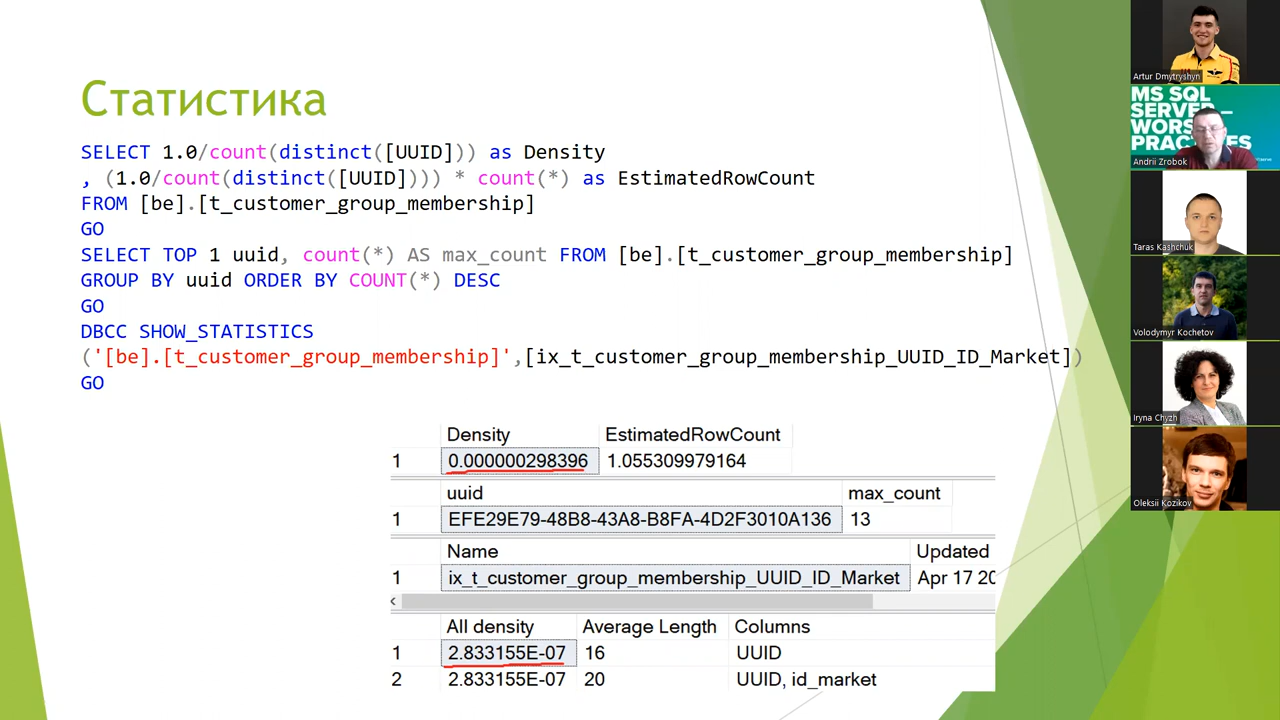 Статистика
SELECT 1.0/count(distinct([UUID])) as Density
, (1.0/count(distinct([UUID]))) * count(*) as EstimatedRowCount
FROM [be].[t_customer_group_membership]
GO
SELECT TOP 1 uuid, count(*) AS max_count FROM [be].[t_customer_group_membership]
GROUP BY uuid ORDER BY COUNT(*) DESC
GO
DBCC SHOW_STATISTICS
('[be].[t_customer_group_membership]',[ix_t_customer_group_membership_UUID_ID_Market])
GO
Density EstimatedRowCount
1 0.000000298396 1.055309979164
uuid max_count
1 EFE29E79-48B8-43A8-B8FA-4D2F3010A136 13
Name Updated
1 ix_t_customer_group_membership_UUID_ID_Market Apr 17 20
All density Average Length Columns
1 2.833155E-07 16 UUID
2 2.833155E-07 20 UUID, id_market
Artur Dmytryshyn
MS SQL
SERVER –
WORS
PRACTICES
Andrii Zrobok
Taras Kashchuk
Volodymyr Kochetov
Iryna Chyzh
Oleksii Kozikov